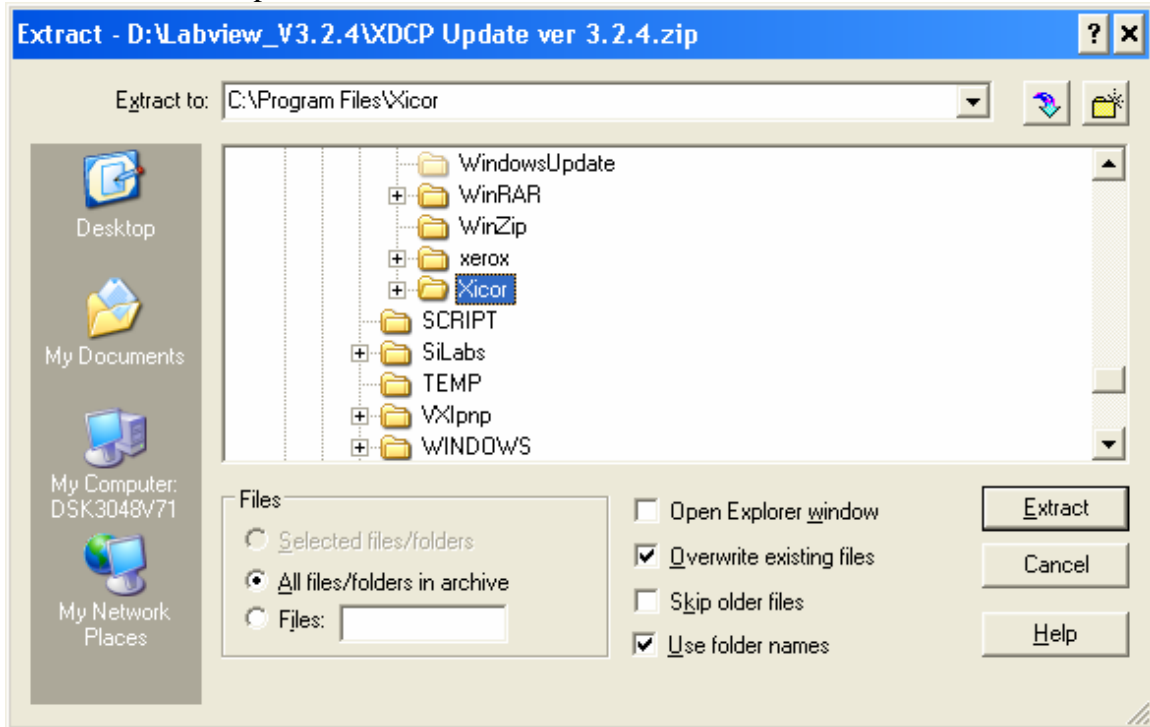 Extract - D:\Labview_V3.2.4\XDCP Update ver 3.2.4.zip
Extract to: C:\Program Files\Xicor
Desktop
My Documents
My Computer:
DSK3048V71
My Network
Places
WindowsUpdate
WinRAR
WinZip
xerox
Xicor
SCRIPT
SiLabs
TEMP
VXIpnp
WINDOWS
Files
Selected files/folders
All files/folders in archive
Files:
Open Explorer window
Overwrite existing files
Skip older files
Use folder names
Extract
Cancel
Help